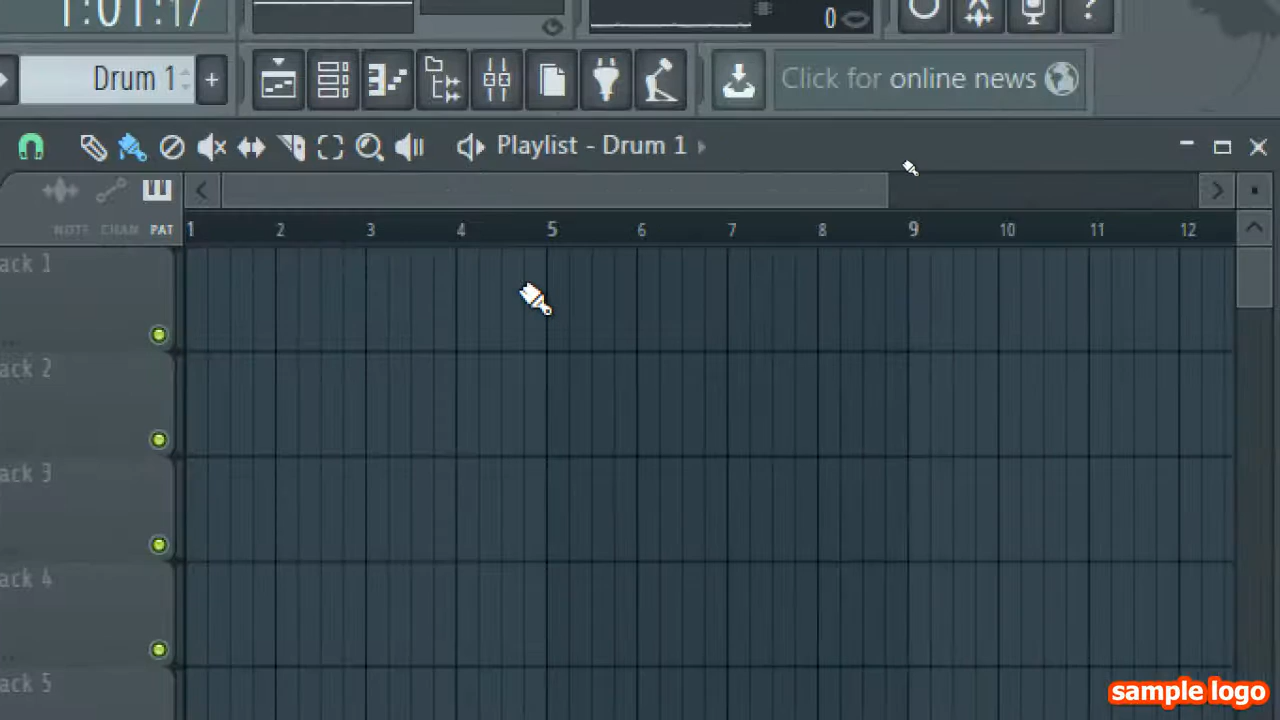 1:01:17
0
?
Drum 1 +
Click for online news
Playlist - Drum 1
NOTE CHAN PAT
1 2 3 4 5 6 7 8 9 10 11 12
ack 1
ack 2
ack 3
ack 4
ack 5
sample logo